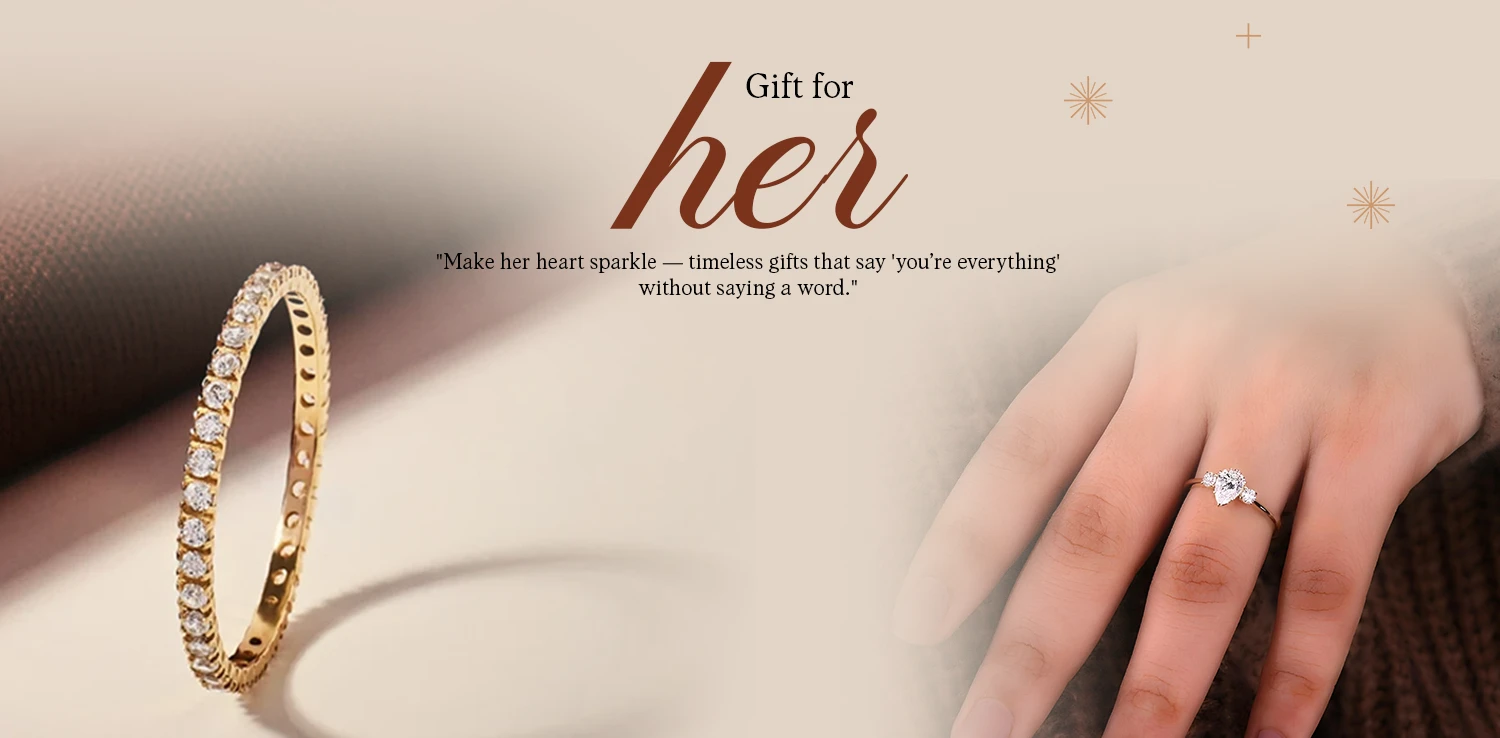 Gift for
her
"Make her heart sparkle — timeless gifts that say 'you’re everything'
without saying a word."